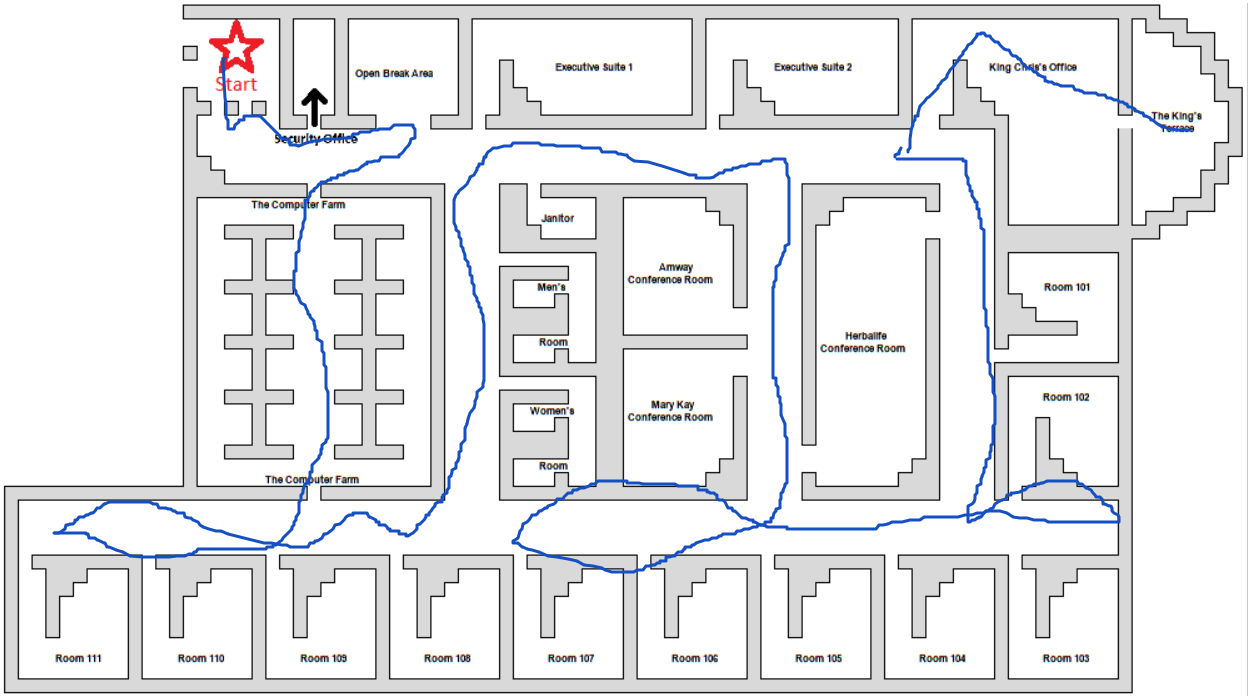 Start
Open Break Area
Executive Suite 1
Executive Suite 2
King Chris's Office
The King's
Terrace
Security Office
The Computer Farm
Janitor
Amway
Conference Room
Men's
Room
Room 101
Herbalife
Conference Room
Mary Kay
Conference Room
Women's
Room
Room 102
The Computer Farm
Room 111
Room 110
Room 109
Room 108
Room 107
Room 106
Room 105
Room 104
Room 103